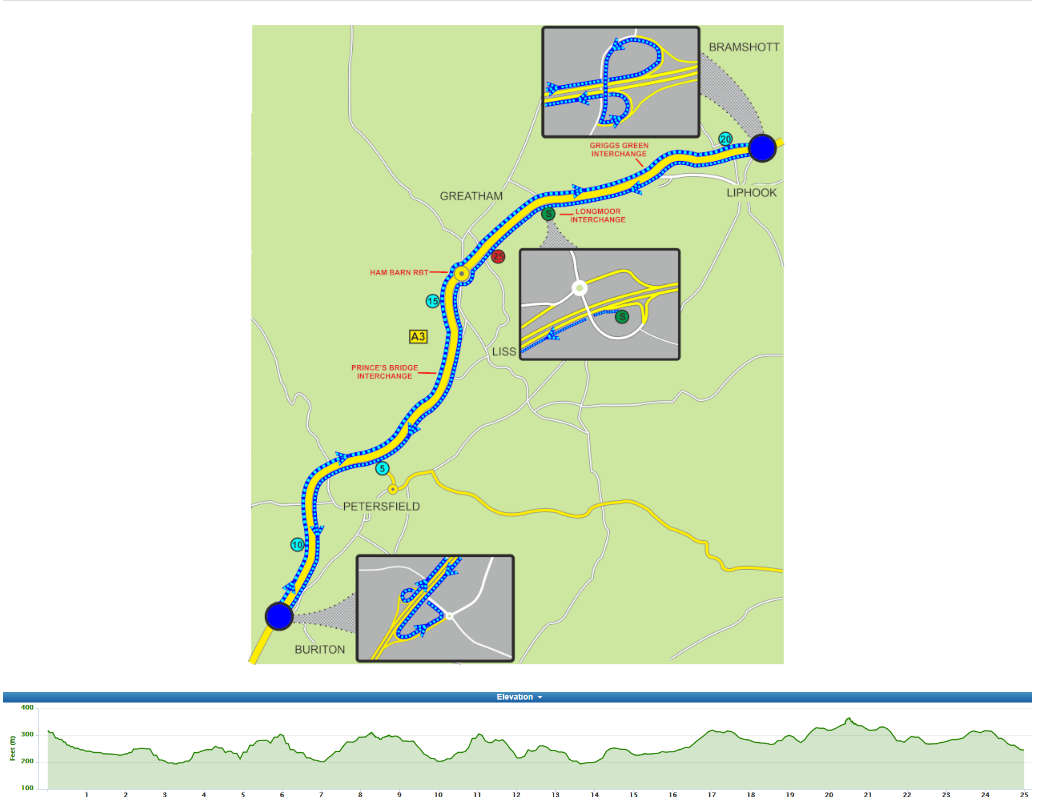 BRAMSHOTT
20
GRIGGS GREEN
INTERCHANGE
LIPHOOK
GREATHAM
S
LONGMOOR
INTERCHANGE
25
HAM BARN RBT
15
S
A3
LISS
PRINCE'S BRIDGE
INTERCHANGE
5
PETERSFIELD
10
BURITON
Elevation
400
300
200
100
Feet (ft)
1 2 3 4 5 6 7 8 9 10 11 12 13 14 15 16 17 18 19 20 21 22 23 24 25